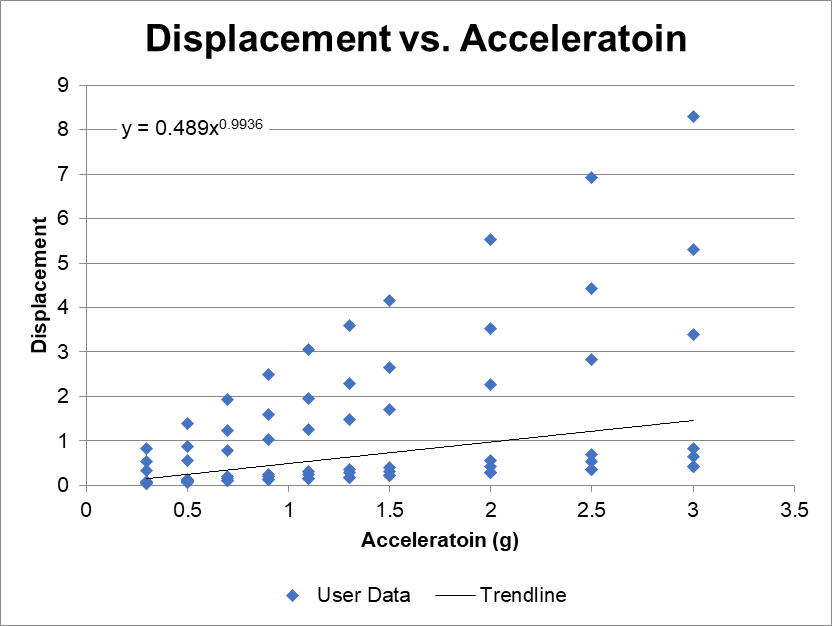 Displacement vs. Acceleratoin
9
y = 0.489x^0.9936
8
7
6
5
4
3
2
1
0
Displacement
0 0.5 1 1.5 2 2.5 3 3.5
Acceleratoin (g)
User Data Trendline